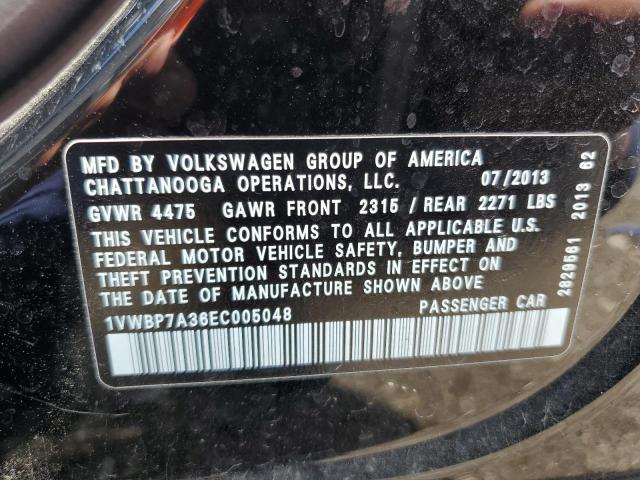 MFD BY VOLKSWAGEN GROUP OF AMERICA
CHATTANOOGA OPERATIONS, LLC. 07/2013
GVWR 4475 GAWR FRONT 2315 / REAR 2271 LBS
THIS VEHICLE CONFORMS TO ALL APPLICABLE U.S.
FEDERAL MOTOR VEHICLE SAFETY, BUMPER AND
THEFT PREVENTION STANDARDS IN EFFECT ON
THE DATE OF MANUFACTURE SHOWN ABOVE
1VWBP7A36EC005048 PASSENGER CAR
2829561 2013 62